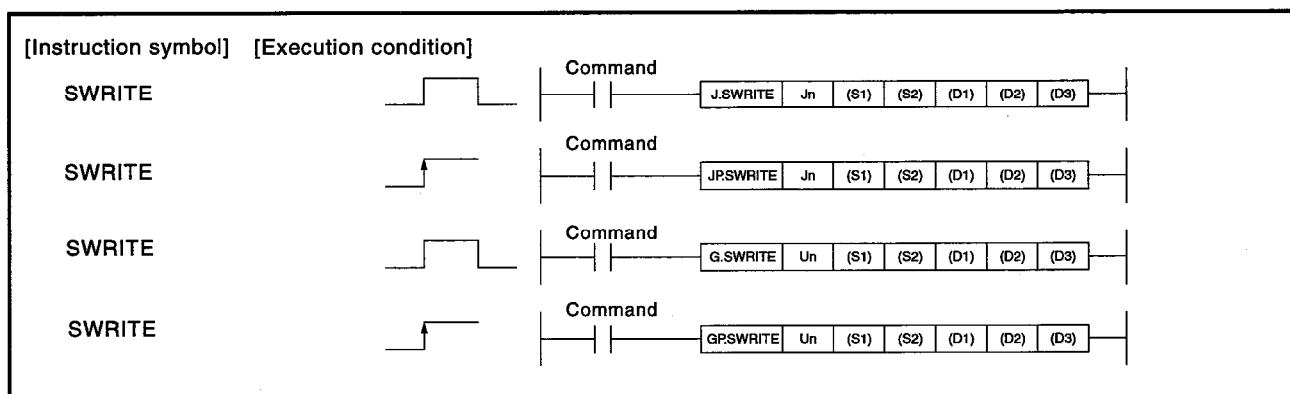 [Instruction symbol] [Execution condition]
Command
SWRITE J.SWRITE Jn (S1) (S2) (D1) (D2) (D3)
Command
SWRITE JP.SWRITE Jn (S1) (S2) (D1) (D2) (D3)
Command
SWRITE G.SWRITE Un (S1) (S2) (D1) (D2) (D3)
Command
SWRITE GP.SWRITE Un (S1) (S2) (D1) (D2) (D3)